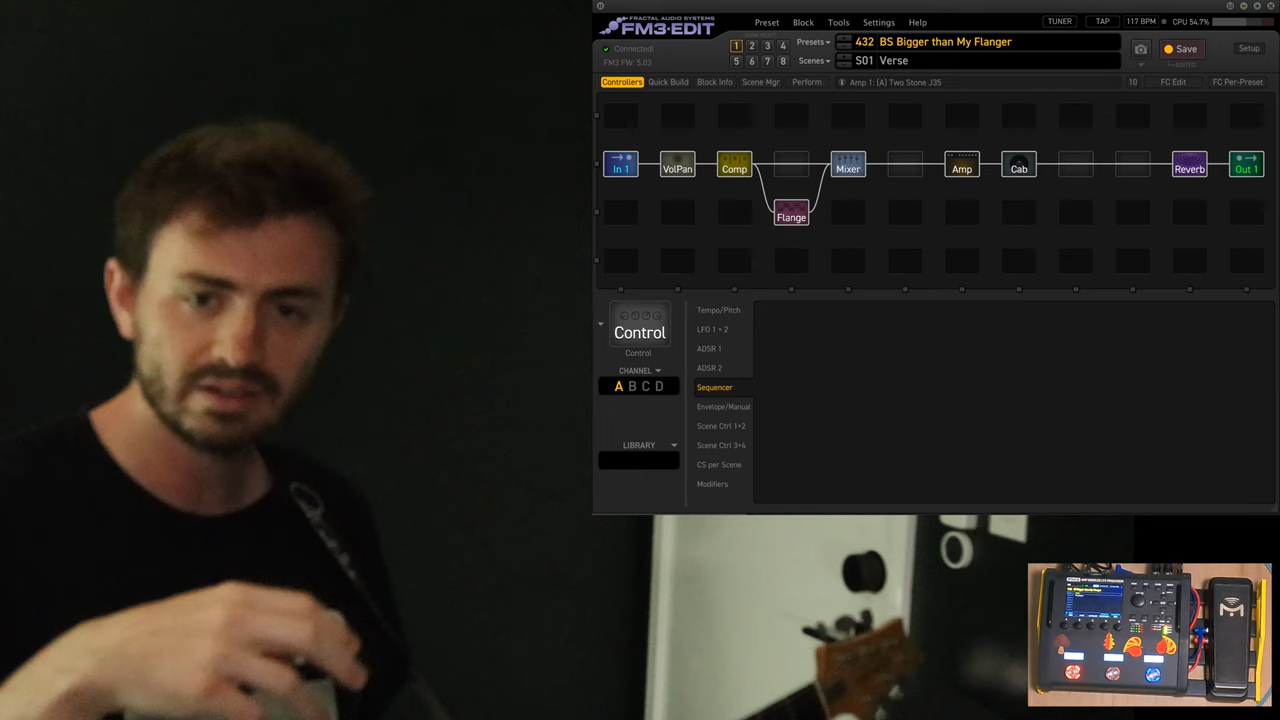 FRACTAL AUDIO SYSTEMS
FM3-EDIT
Preset Block Tools Settings Help
TUNER TAP 117 BPM CPU 54.7%
Connected!
FM3 FW: 5.03
1 2 3 4
5 6 7 8
Presets 432 BS Bigger than My Flanger
Scenes S01 Verse
Save
EDITED
Setup
Controllers Quick Build Block Info Scene Mgr. Perform Amp 1: (A) Two Stone J35 10 FC Edit FC Per-Preset
In 1 VolPan Comp Mixer Amp Cab Reverb Out 1
Flange
Control
Control
CHANNEL
A B C D
LIBRARY
Tempo/Pitch
LFO 1 + 2
ADSR 1
ADSR 2
Sequencer
Envelope/Manual
Scene Ctrl 1+2
Scene Ctrl 3+4
CS per Scene
Modifiers